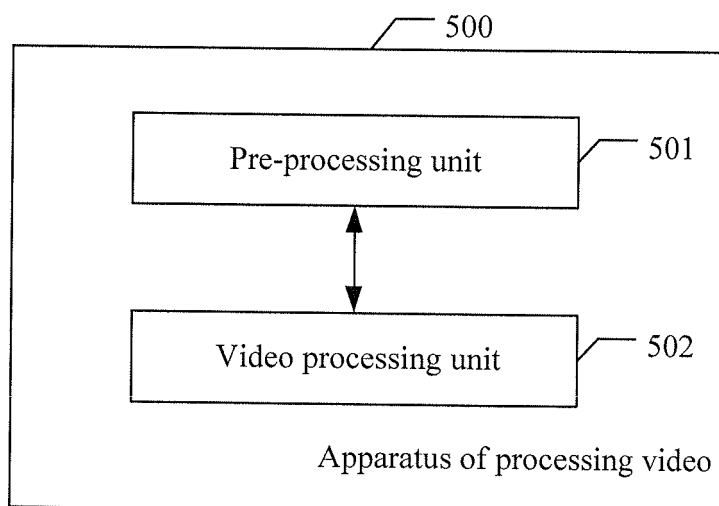 500
Pre-processing unit
501
Video processing unit
502
Apparatus of processing video